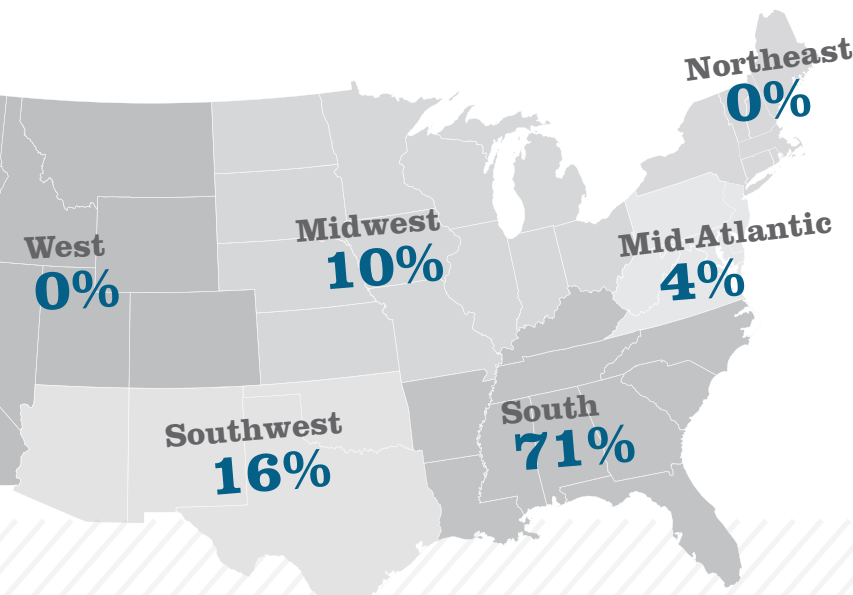 Northeast
0%
West
0%
Midwest
10%
Mid-Atlantic
4%
Southwest
16%
South
71%